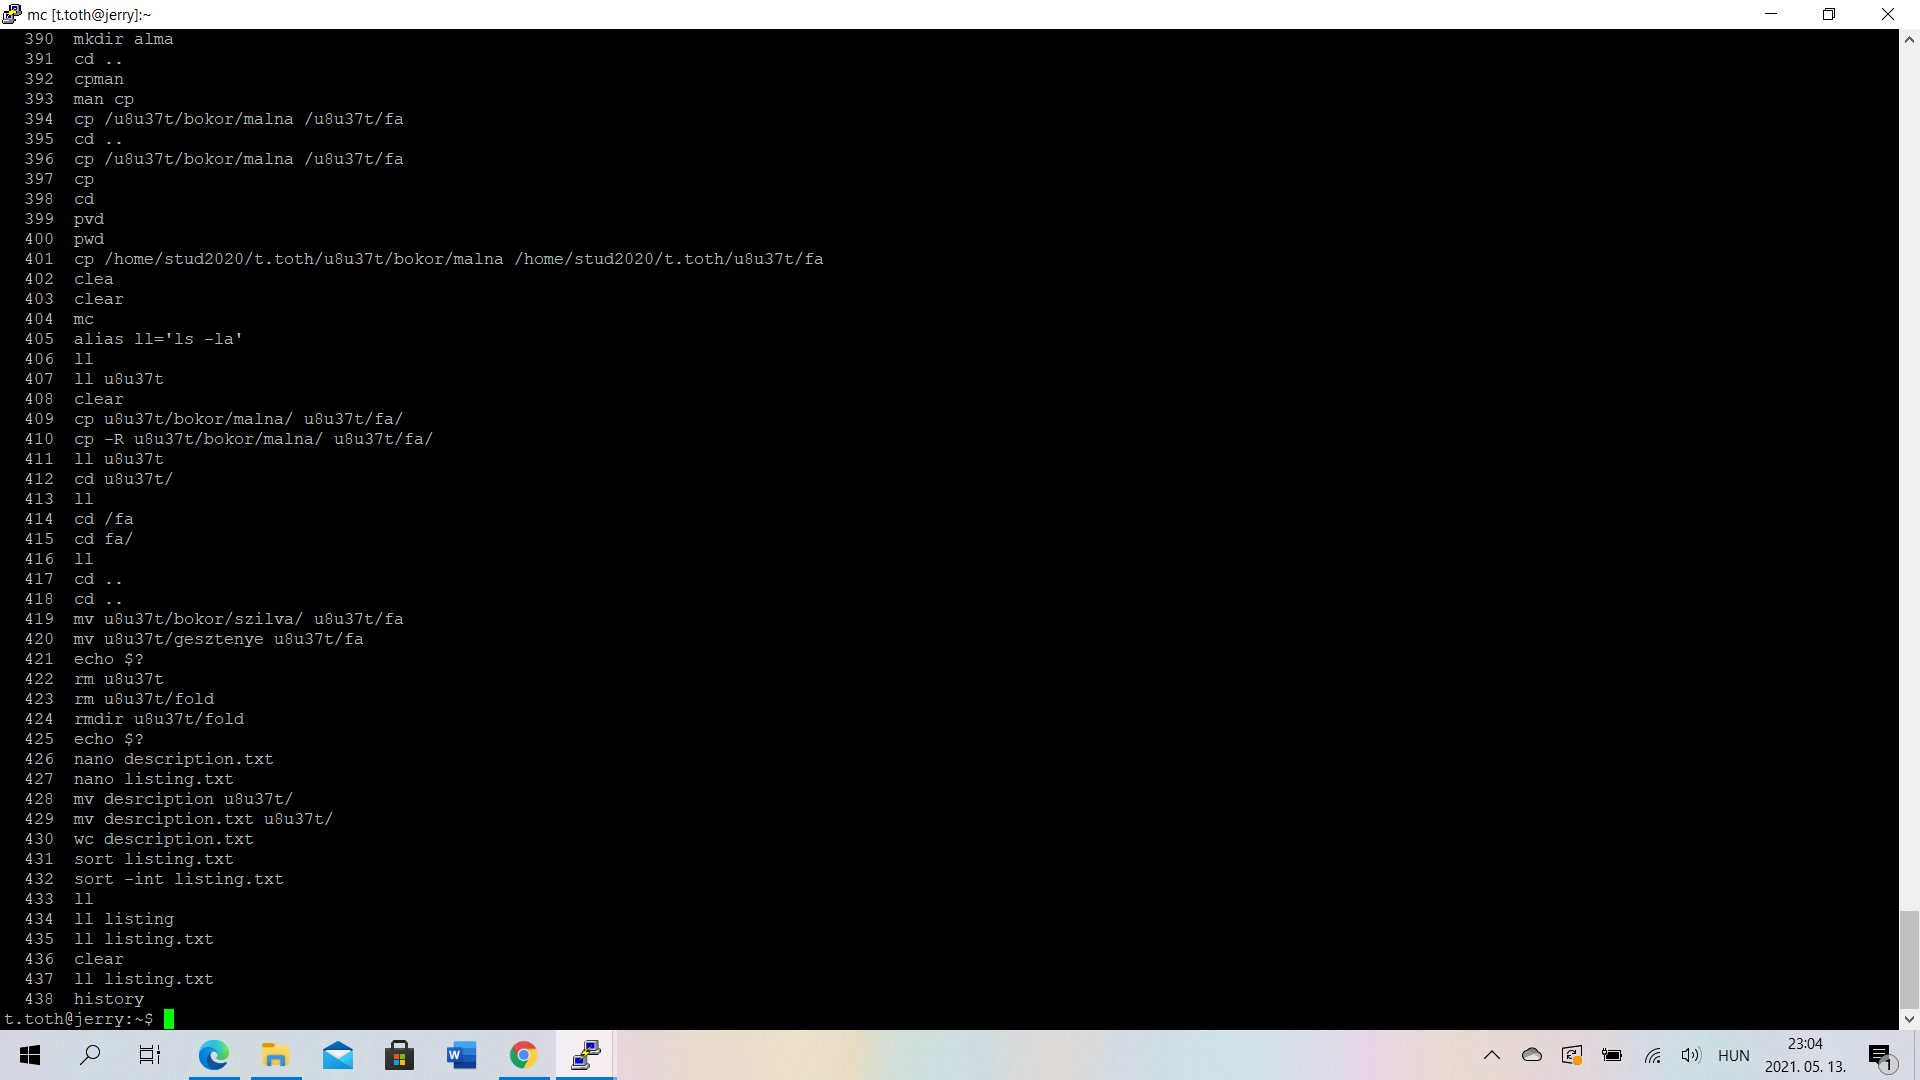 mc [t.toth@jerry]:~
390 mkdir alma
391 cd ..
392 cpman
393 man cp
394 cp /u8u37t/bokor/malna /u8u37t/fa
395 cd ..
396 cp /u8u37t/bokor/malna /u8u37t/fa
397 cp
398 cd
399 pvd
400 pwd
401 cp /home/stud2020/t.toth/u8u37t/bokor/malna /home/stud2020/t.toth/u8u37t/fa
402 clea
403 clear
404 mc
405 alias ll='ls -la'
406 ll
407 ll u8u37t
408 clear
409 cp u8u37t/bokor/malna/ u8u37t/fa/
410 cp -R u8u37t/bokor/malna/ u8u37t/fa/
411 ll u8u37t
412 cd u8u37t/
413 ll
414 cd /fa
415 cd fa/
416 ll
417 cd ..
418 cd ..
419 mv u8u37t/bokor/szilva/ u8u37t/fa
420 mv u8u37t/gesztenye u8u37t/fa
421 echo $?
422 rm u8u37t
423 rm u8u37t/fold
424 rmdir u8u37t/fold
425 echo $?
426 nano description.txt
427 nano listing.txt
428 mv desrciption u8u37t/
429 mv desrciption.txt u8u37t/
430 wc description.txt
431 sort listing.txt
432 sort -int listing.txt
433 ll
434 ll listing
435 ll listing.txt
436 clear
437 ll listing.txt
438 history
t.toth@jerry:~$
HUN
23:04
2021. 05. 13.
1